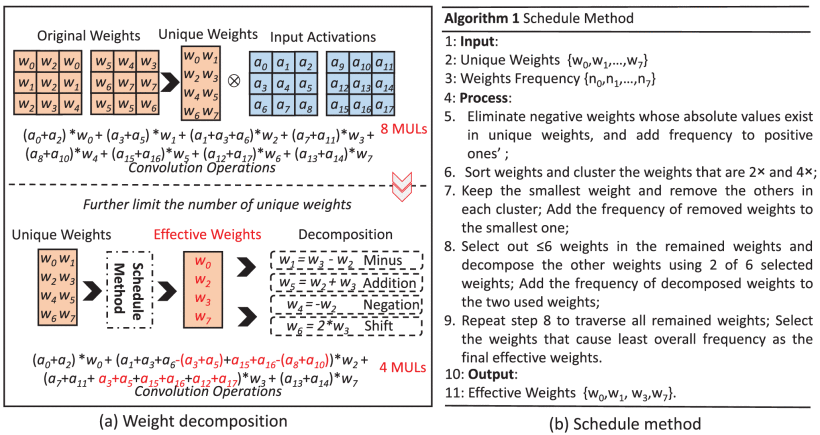 Original Weights
Unique Weights
Input Activations
w0 w2 w0
w1 w1 w2
w2 w3 w4
w5 w4 w3
w6 w7 w7
w5 w5 w6
w0 w1
w2 w3
w4 w5
w6 w7
⊗
a0 a1 a2
a3 a4 a5
a6 a7 a8
a9 a10 a11
a12 a13 a14
a15 a16 a17
(a0+a2)*w0 + (a3+a5)*w1 + (a1+a3+a6)*w2 + (a7+a11)*w3 +
8 MULs
(a8+a10)*w4 + (a15+a16)*w5 + (a12+a17)*w6 + (a13+a14)*w7
Convolution Operations
Further limit the number of unique weights
Unique Weights
Effective Weights
Decomposition
w0 w1
w2 w3
w4 w5
w6 w7
Schedule
Method
w0
w2
w3
w7
w1 = w3 - w2 Minus
w5 = w2 + w3 Addition
w4=-w2 Negation
w6 = 2*w3 Shift
(a0+a2)*w0 + (a1+a3+a6-(a3+a5)+a15+a16-(a8+a10))*w2+
4 MULs
(a7+a11+ a3+a5+a15+a16+a12+a17)*w3 + (a13+a14)*w7
Convolution Operations
(a) Weight decomposition
Algorithm 1 Schedule Method
1: Input:
2: Unique Weights {w0,w1,...,w7}
3: Weights Frequency {n0,n1,...,n7}
4: Process:
5. Eliminate negative weights whose absolute values exist
in unique weights, and add frequency to positive
ones' ;
6. Sort weights and cluster the weights that are 2× and 4×;
7. Keep the smallest weight and remove the others in
each cluster; Add the frequency of removed weights to
the smallest one;
8. Select out ≤6 weights in the remained weights and
decompose the other weights using 2 of 6 selected
weights; Add the frequency of decomposed weights to
the two used weights;
9. Repeat step 8 to traverse all remained weights; Select
the weights that cause least overall frequency as the
final effective weights.
10: Output:
11: Effective Weights {w0,w1, w3,w7}.
(b) Schedule method